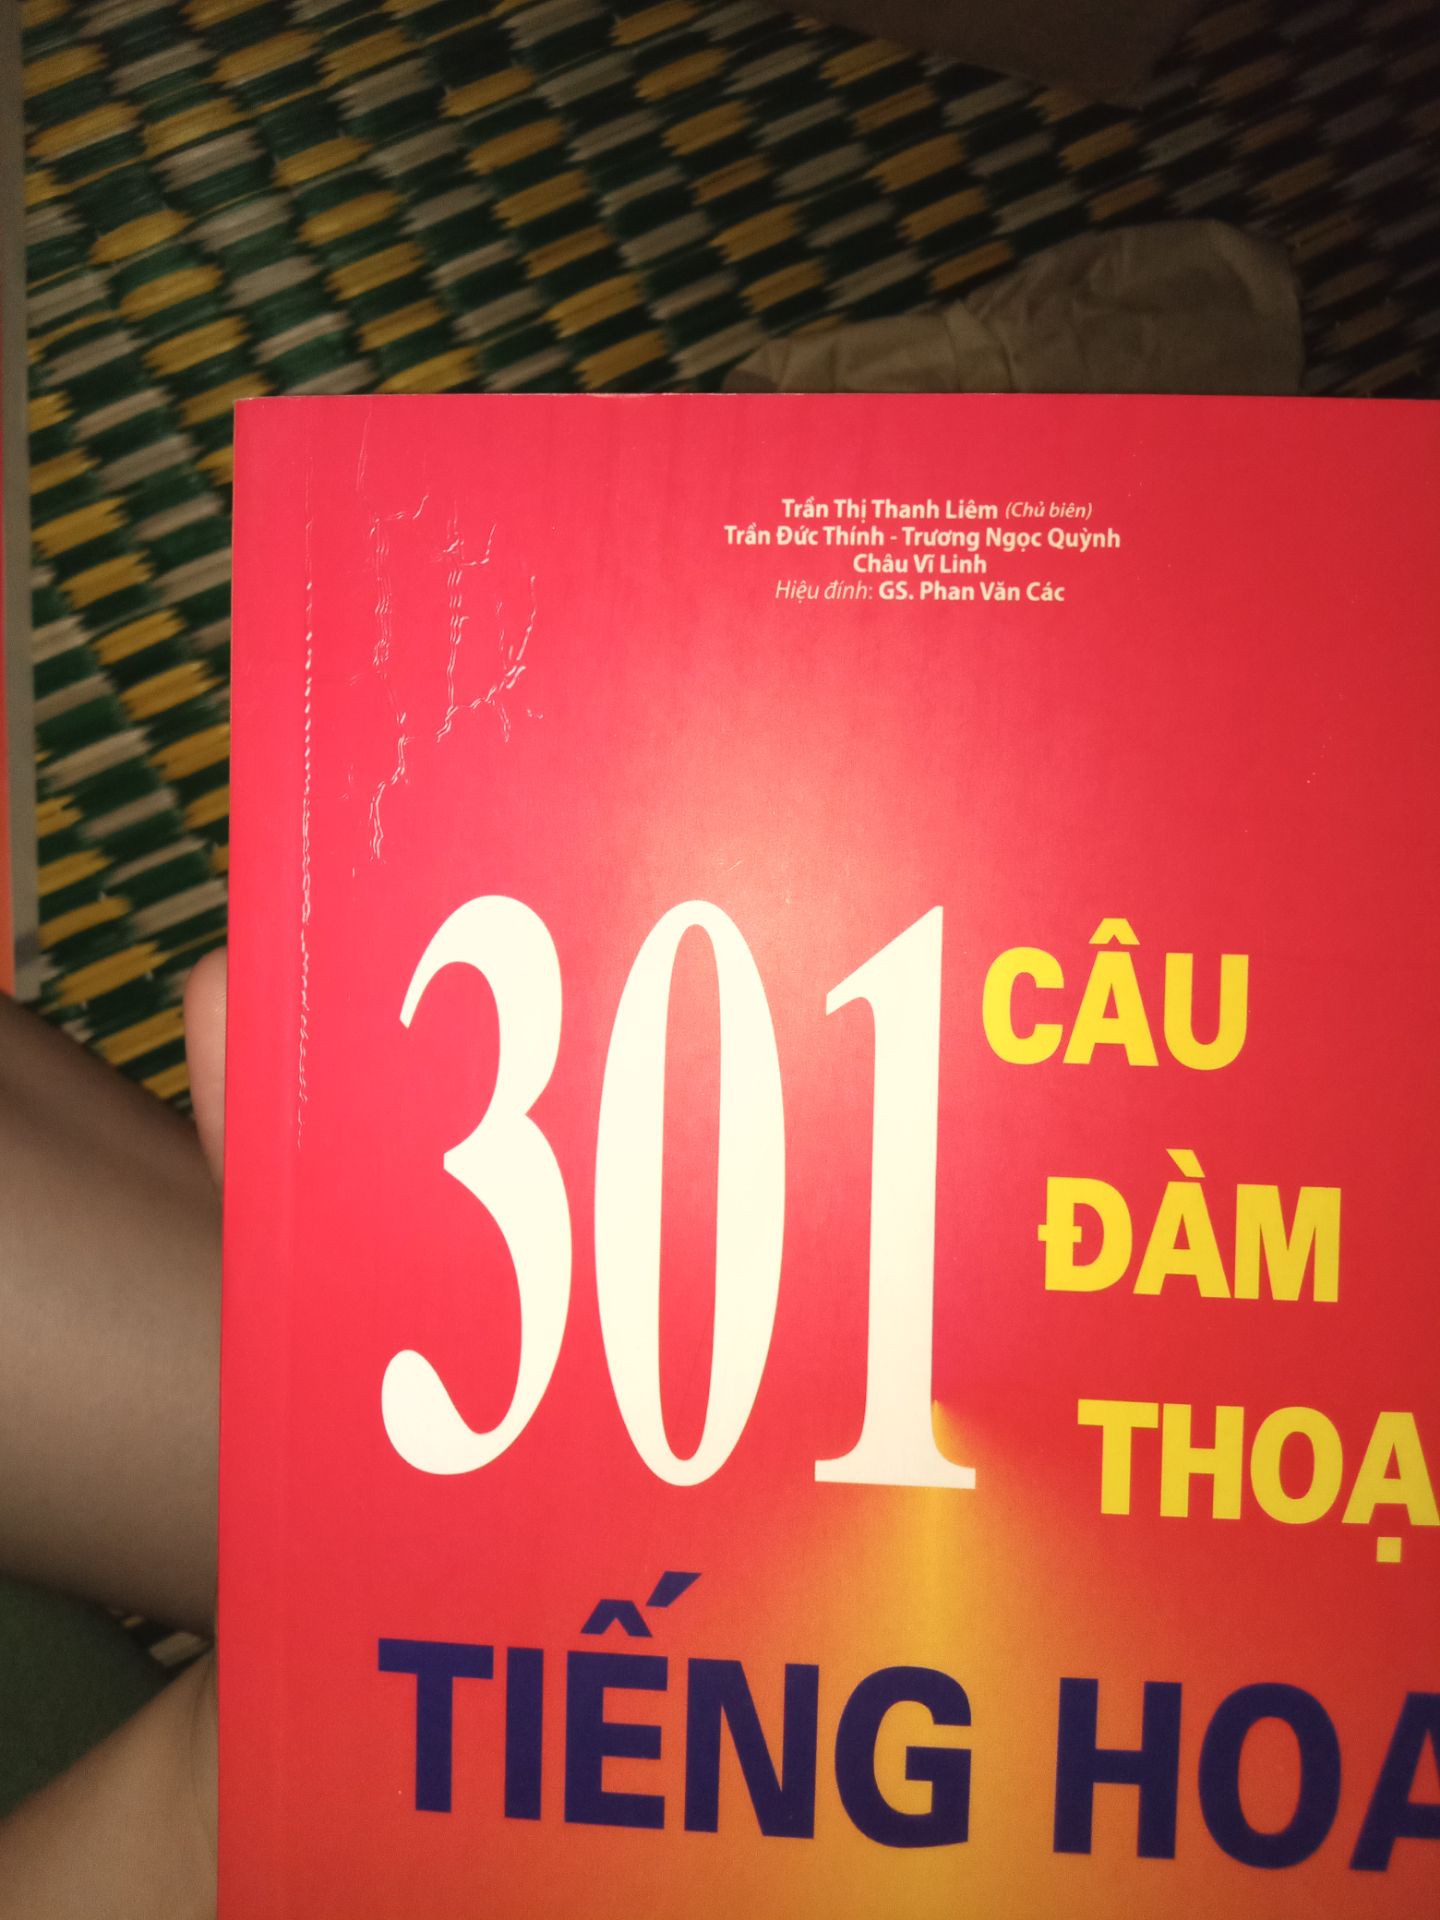 Trần Thị Thanh Liêm (Chủ biên)
Trần Đức Thính - Trương Ngọc Quỳnh
Châu Vĩ Linh
Hiệu đính: GS. Phan Văn Các
301 CÂU
ĐÀM
THOẠ
TIẾNG HOA